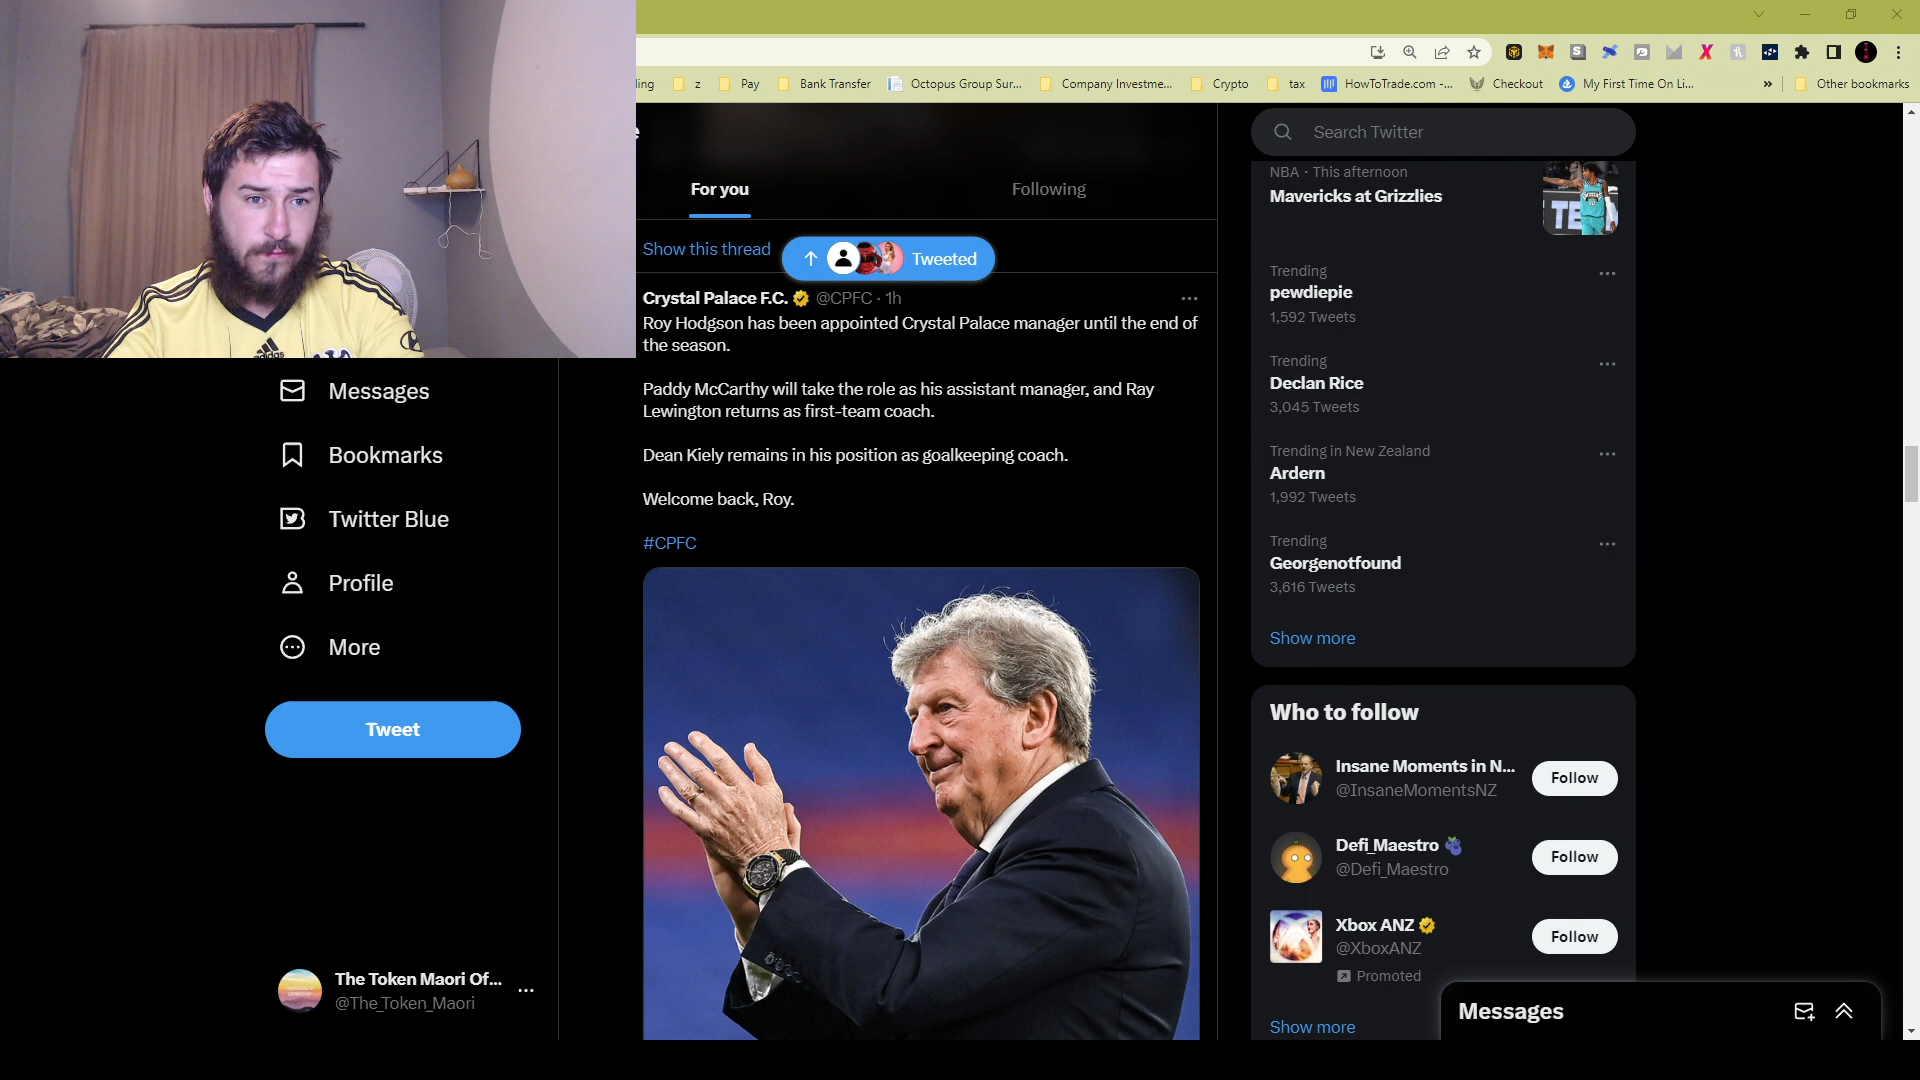 ling
z
Pay
Bank Transfer
Octopus Group Sur...
Company Investme...
Crypto
tax
HowToTrade.com -...
Checkout
My First Time On Li...
»
Other bookmarks
e
For you
Following
Show this thread
Tweeted
Crystal Palace F.C. @CPFC · 1h
Roy Hodgson has been appointed Crystal Palace manager until the end of
the season.
Paddy McCarthy will take the role as his assistant manager, and Ray
Lewington returns as first-team coach.
Dean Kiely remains in his position as goalkeeping coach.
Welcome back, Roy.
#CPFC
Messages
Bookmarks
Twitter Blue
Profile
More
Tweet
The Token Maori Of...
@The_Token_Maori
Search Twitter
NBA · This afternoon
Mavericks at Grizzlies
Trending
pewdiepie
1,592 Tweets
Trending
Declan Rice
3,045 Tweets
Trending in New Zealand
Ardern
1,992 Tweets
Trending
Georgenotfound
3,616 Tweets
Show more
Who to follow
Insane Moments in N...
@InsaneMomentsNZ
Follow
Defi_Maestro
@Defi_Maestro
Follow
Xbox ANZ
@XboxANZ
Follow
Promoted
Show more
Messages
adidas